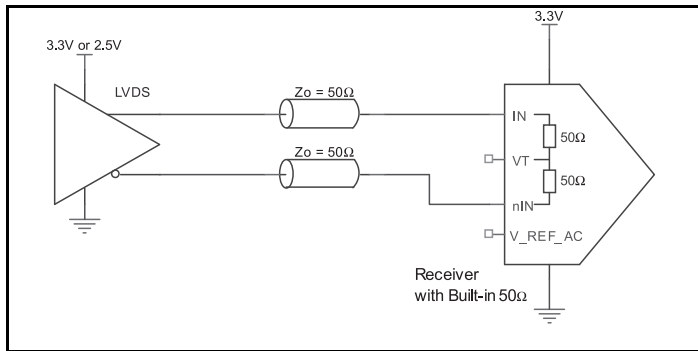 3.3V
3.3V or 2.5V
LVDS
Zo = 50Ω
IN
50Ω
Zo = 50Ω
VT
50Ω
nIN
V_REF_AC
Receiver
with Built-in 50Ω